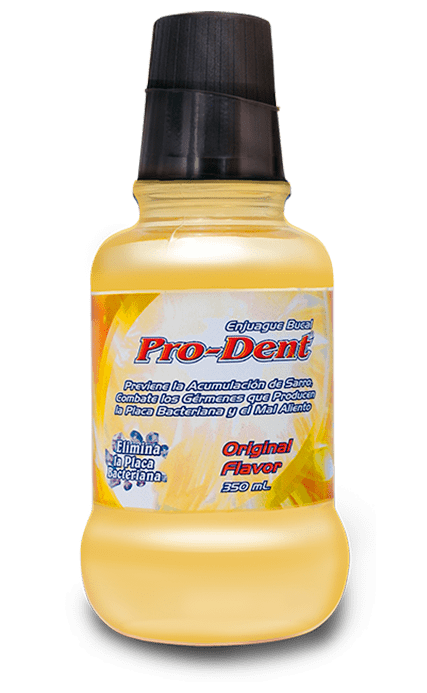 Enjuague Bucal
Pro-Dent
Previene la Acumulación de Sarro,
Combate los Gérmenes que Producen
la Placa Bacteriana y el Mal Aliento
Elimina
la Placa
Bacteriana
Original
Flavor
350 mL